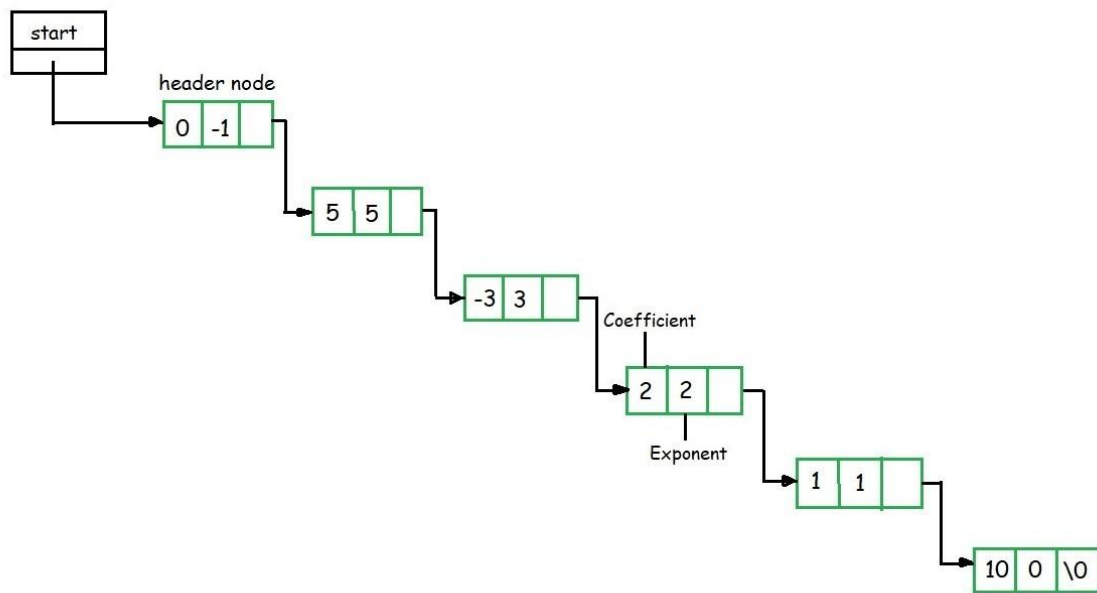 start
header node
0 -1
5 5
-3 3
Coefficient
2 2
Exponent
1 1
10 0 \0